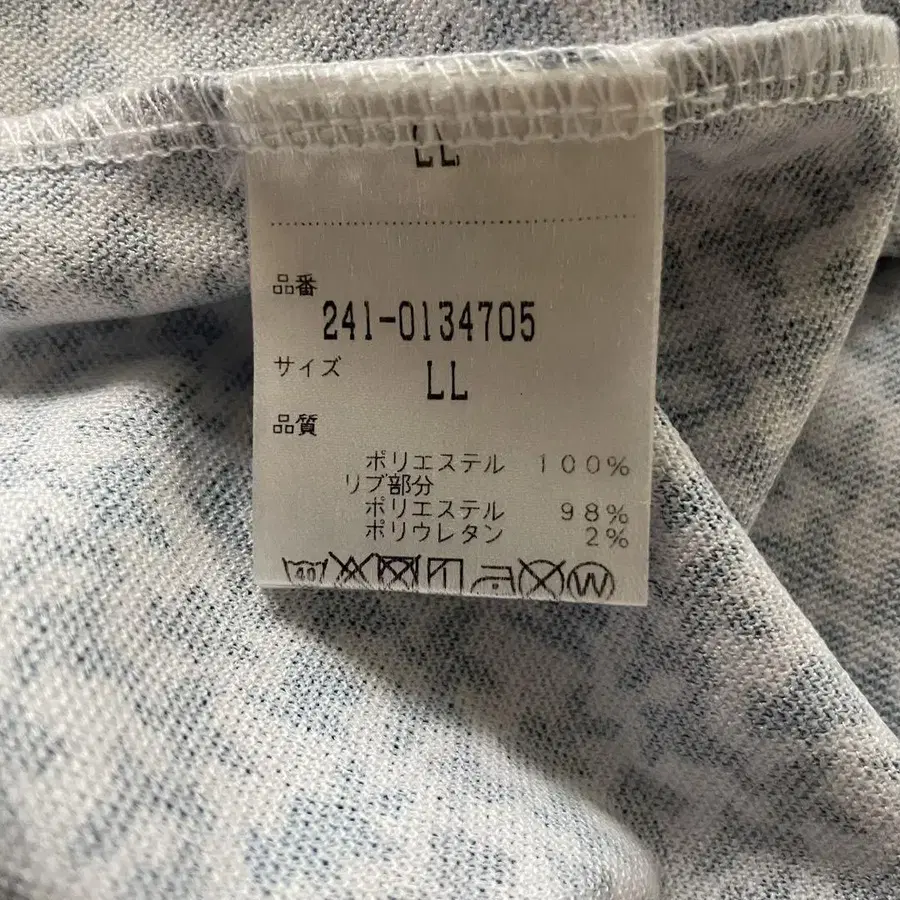 LL
品番
241-0134705
サイズ
LL
品質
ポリエステル 100%
リブ部分
ポリエステル 98%
ポリウレタン 2%
40 W